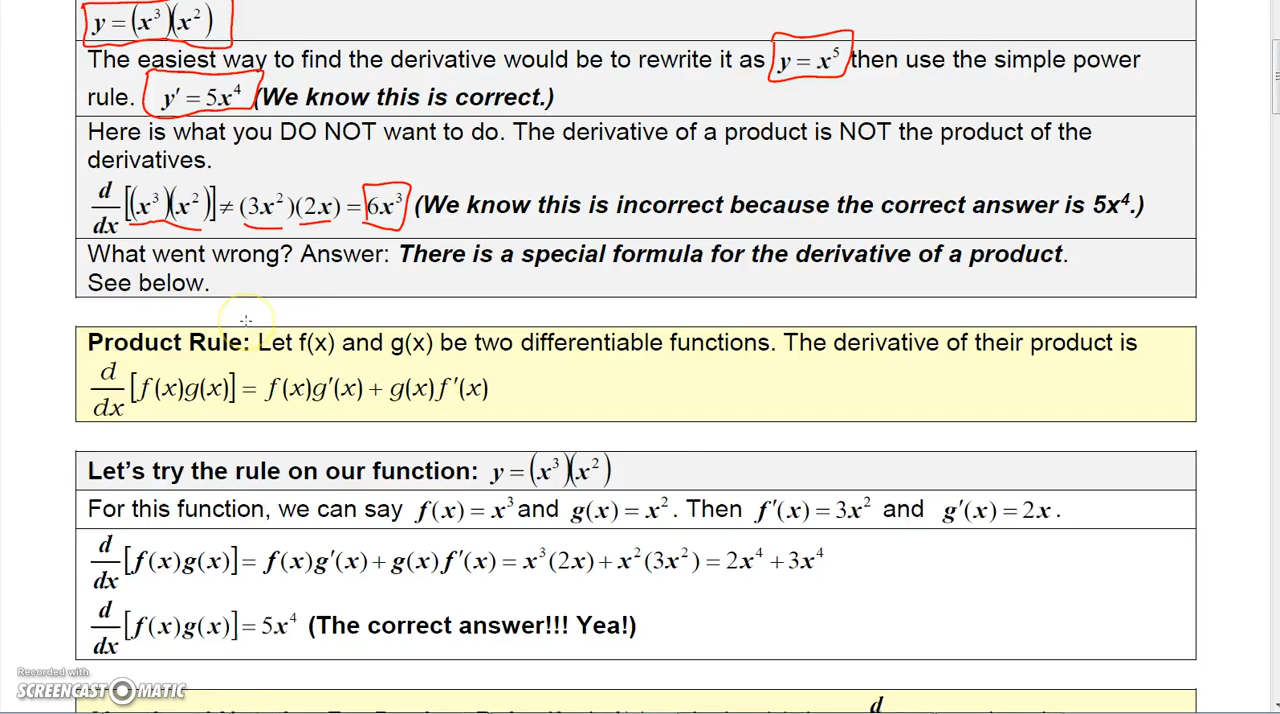 y = (x³)(x²)
The easiest way to find the derivative would be to rewrite it as y = x⁵ then use the simple power
rule. y′ = 5x⁴ (We know this is correct.)
Here is what you DO NOT want to do. The derivative of a product is NOT the product of the
derivatives.
d/dx [(x³)(x²)] ≠ (3x²)(2x) = 6x³ (We know this is incorrect because the correct answer is 5x⁴.)
What went wrong? Answer: There is a special formula for the derivative of a product.
See below.
Product Rule: Let f(x) and g(x) be two differentiable functions. The derivative of their product is
d/dx [f(x)g(x)] = f(x)g′(x) + g(x)f′(x)
Let’s try the rule on our function: y = (x³)(x²)
For this function, we can say f(x) = x³ and g(x) = x². Then f′(x) = 3x² and g′(x) = 2x.
d/dx [f(x)g(x)] = f(x)g′(x) + g(x)f′(x) = x³(2x) + x²(3x²) = 2x⁴ + 3x⁴
d/dx [f(x)g(x)] = 5x⁴ (The correct answer!!! Yea!)
Recorded with
SCREENCAST MATIC
d